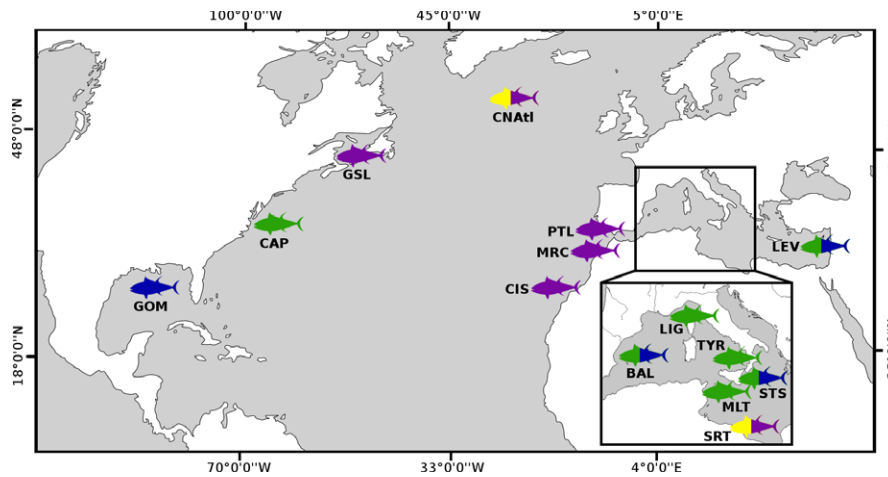 100°0'0"W 45°0'0"W 5°0'0"E
48°0'0"N
CNAtl
GSL
CAP
PTL
MRC
LEV
CIS
GOM
LIG
TYR
BAL
STS
MLT
SRT
18°0'0"N
70°0'0"W 33°0'0"W 4°0'0"E